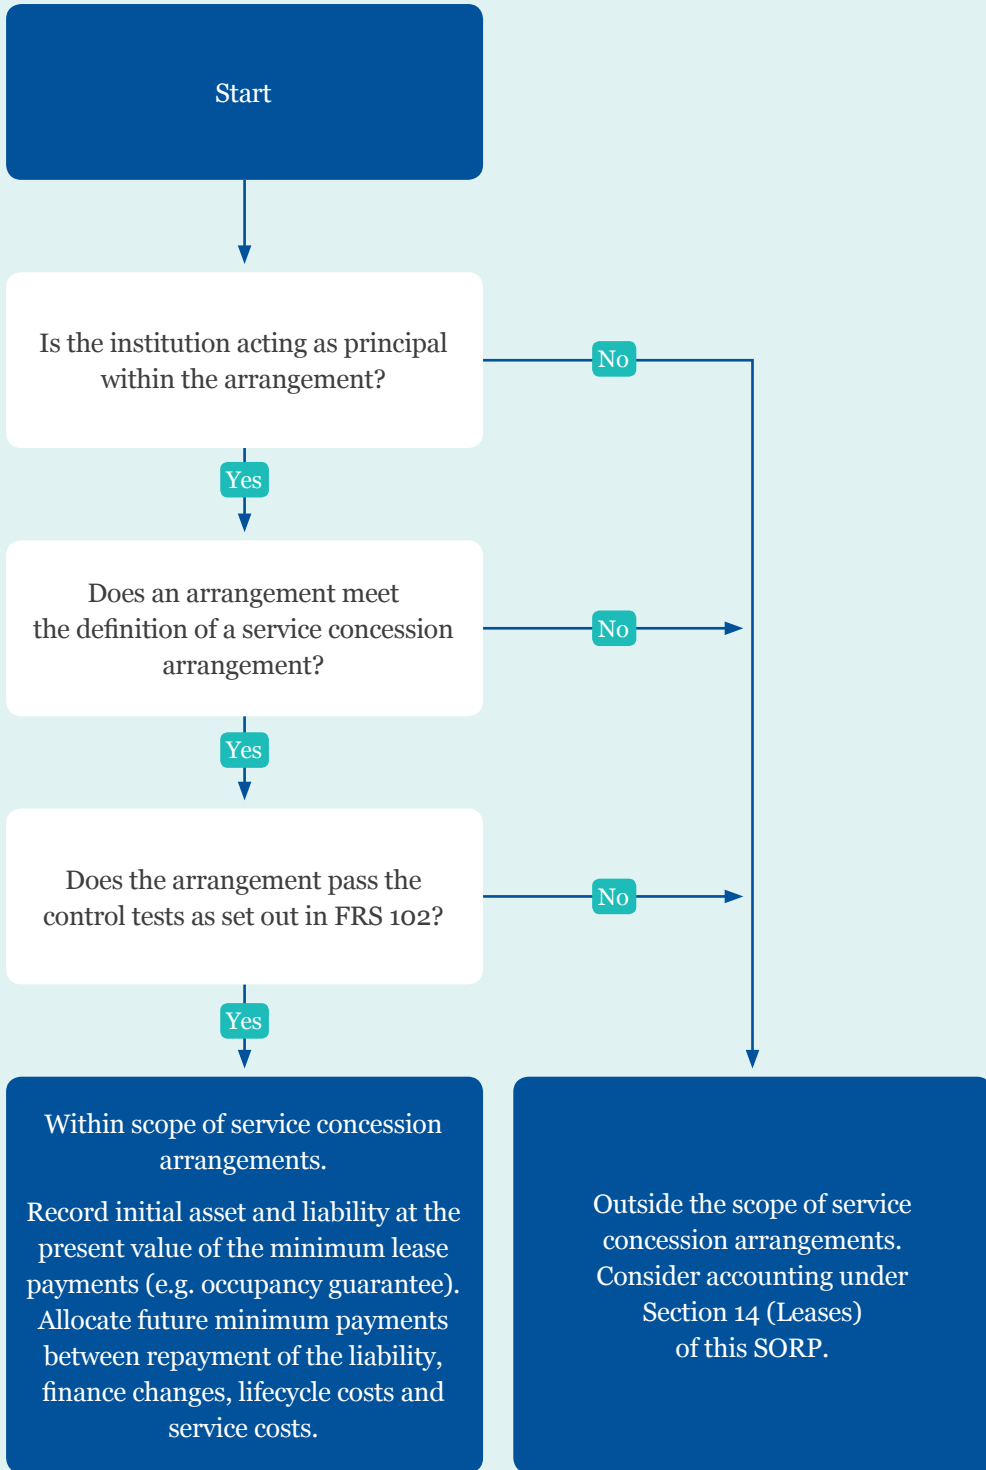 Start
Is the institution acting as principal
within the arrangement?
No
Yes
Does an arrangement meet
the definition of a service concession
arrangement?
No
Yes
Does the arrangement pass the
control tests as set out in FRS 102?
No
Yes
Within scope of service concession
arrangements.
Record initial asset and liability at the
present value of the minimum lease
payments (e.g. occupancy guarantee).
Allocate future minimum payments
between repayment of the liability,
finance changes, lifecycle costs and
service costs.
Outside the scope of service
concession arrangements.
Consider accounting under
Section 14 (Leases)
of this SORP.